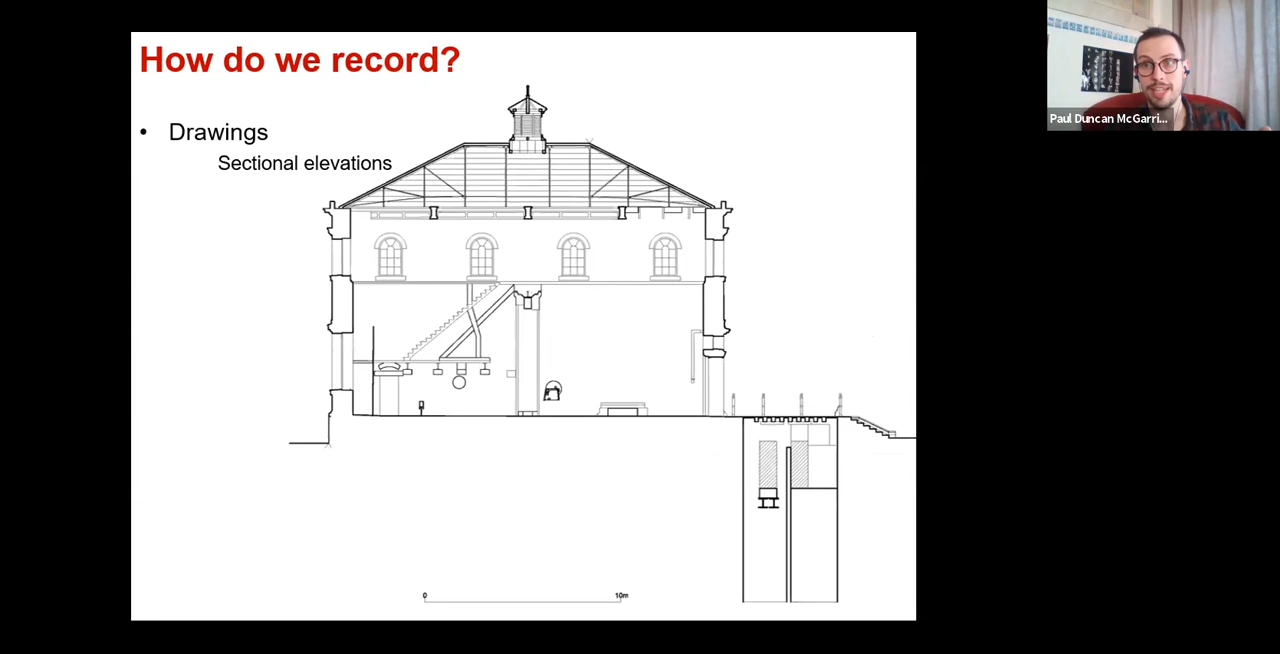 How do we record?
• Drawings
Sectional elevations
0 10m
Paul Duncan McGarri...